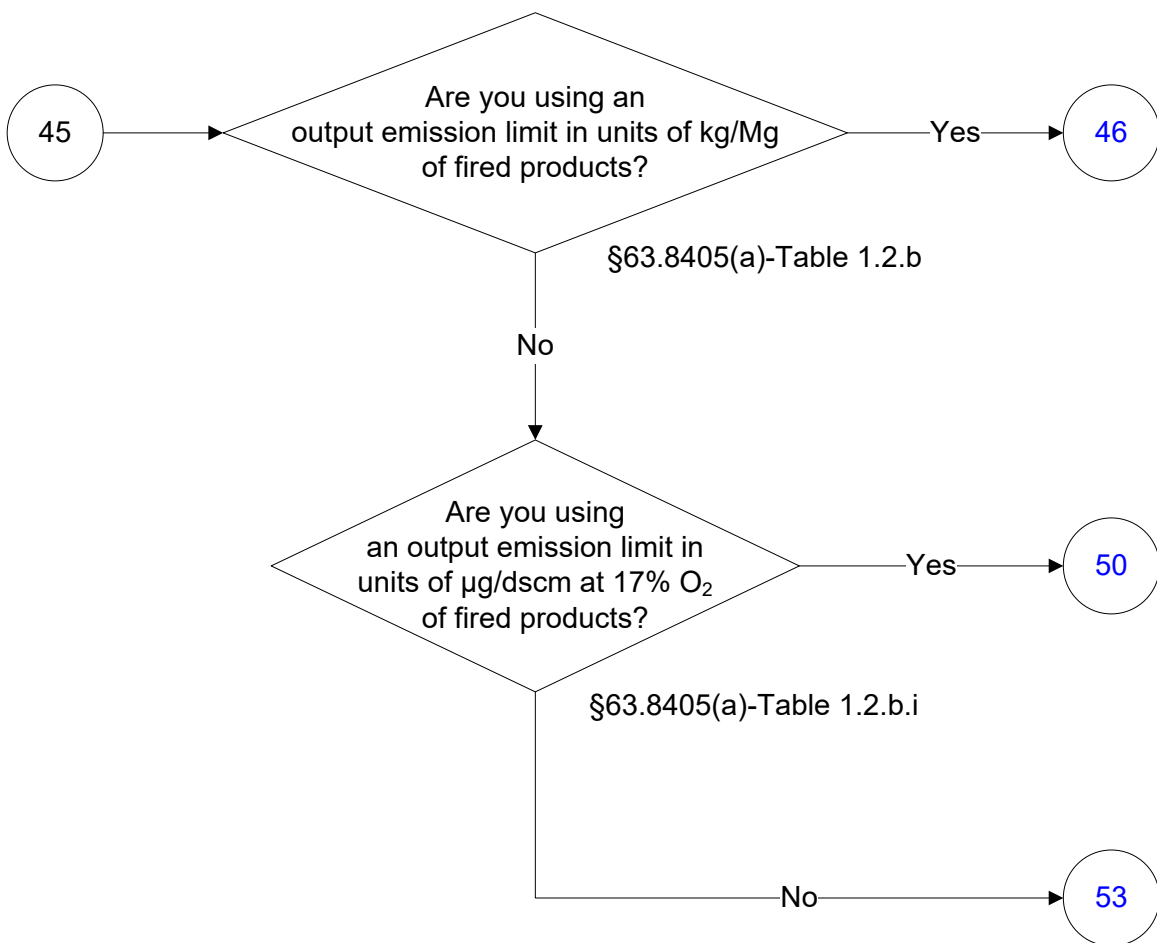 Are you using an
45
output emission limit in units of kg/Mg
Yes
46
of fired products?
§63.8405(a)-Table 1.2.b
No
Are you using
an output emission limit in
units of µg/dscm at 17% O₂
Yes
50
of fired products?
§63.8405(a)-Table 1.2.b.i
No
53